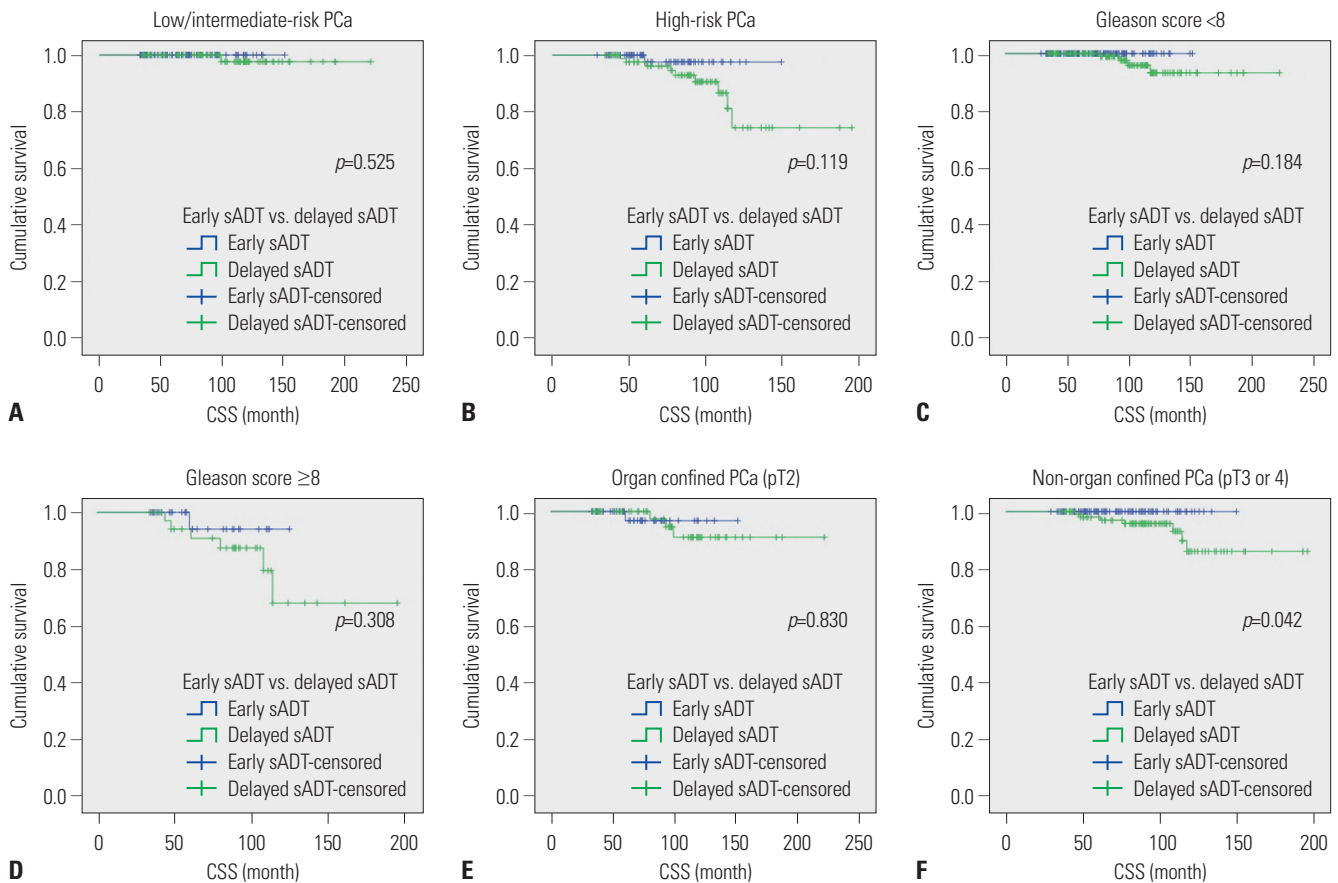 Low/intermediate-risk PCa
Cumulative survival
1.0
0.8
0.6
0.4
0.2
0.0
p=0.525
Early sADT vs. delayed sADT
Early sADT
Delayed sADT
Early sADT-censored
Delayed sADT-censored
0 50 100 150 200 250
CSS (month)
A
High-risk PCa
Cumulative survival
1.0
0.8
0.6
0.4
0.2
0.0
p=0.119
Early sADT vs. delayed sADT
Early sADT
Delayed sADT
Early sADT-censored
Delayed sADT-censored
0 50 100 150 200
CSS (month)
B
Gleason score <8
Cumulative survival
1.0
0.8
0.6
0.4
0.2
0.0
p=0.184
Early sADT vs. delayed sADT
Early sADT
Delayed sADT
Early sADT-censored
Delayed sADT-censored
0 50 100 150 200 250
CSS (month)
C
Gleason score ≥8
Cumulative survival
1.0
0.8
0.6
0.4
0.2
0.0
p=0.308
Early sADT vs. delayed sADT
Early sADT
Delayed sADT
Early sADT-censored
Delayed sADT-censored
0 50 100 150 200
CSS (month)
D
Organ confined PCa (pT2)
Cumulative survival
1.0
0.8
0.6
0.4
0.2
0.0
p=0.830
Early sADT vs. delayed sADT
Early sADT
Delayed sADT
Early sADT-censored
Delayed sADT-censored
0 50 100 150 200 250
CSS (month)
E
Non-organ confined PCa (pT3 or 4)
Cumulative survival
1.0
0.8
0.6
0.4
0.2
0.0
p=0.042
Early sADT vs. delayed sADT
Early sADT
Delayed sADT
Early sADT-censored
Delayed sADT-censored
0 50 100 150 200
CSS (month)
F